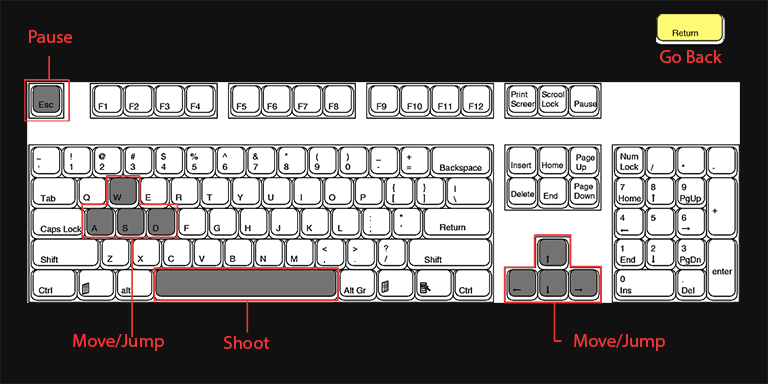 Pause
Return
Go Back
Esc F1 F2 F3 F4 F5 F6 F7 F8 F9 F10 F11 F12 Print Screen Scrool Lock Pause
~ ! @ # $ % ^ & * ( ) _ +
` 1 2 3 4 5 6 7 8 9 0 - = Backspace Insert Home Page Up Num Lock / * -
Tab Q W E R T Y U I O P { [ } ] | \ Delete End Page Down 7 Home 8 ↑ 9 PgUp +
Caps Lock A S D F G H J K L : ; " ' Return 4 ← 5 6 →
Shift Z X C V B N M < , > . ? / Shift ↑ 1 End 2 ↓ 3 PgDn enter
Ctrl alt Alt Gr Ctrl ← ↓ → 0 Ins . Del
Move/Jump
Shoot
Move/Jump